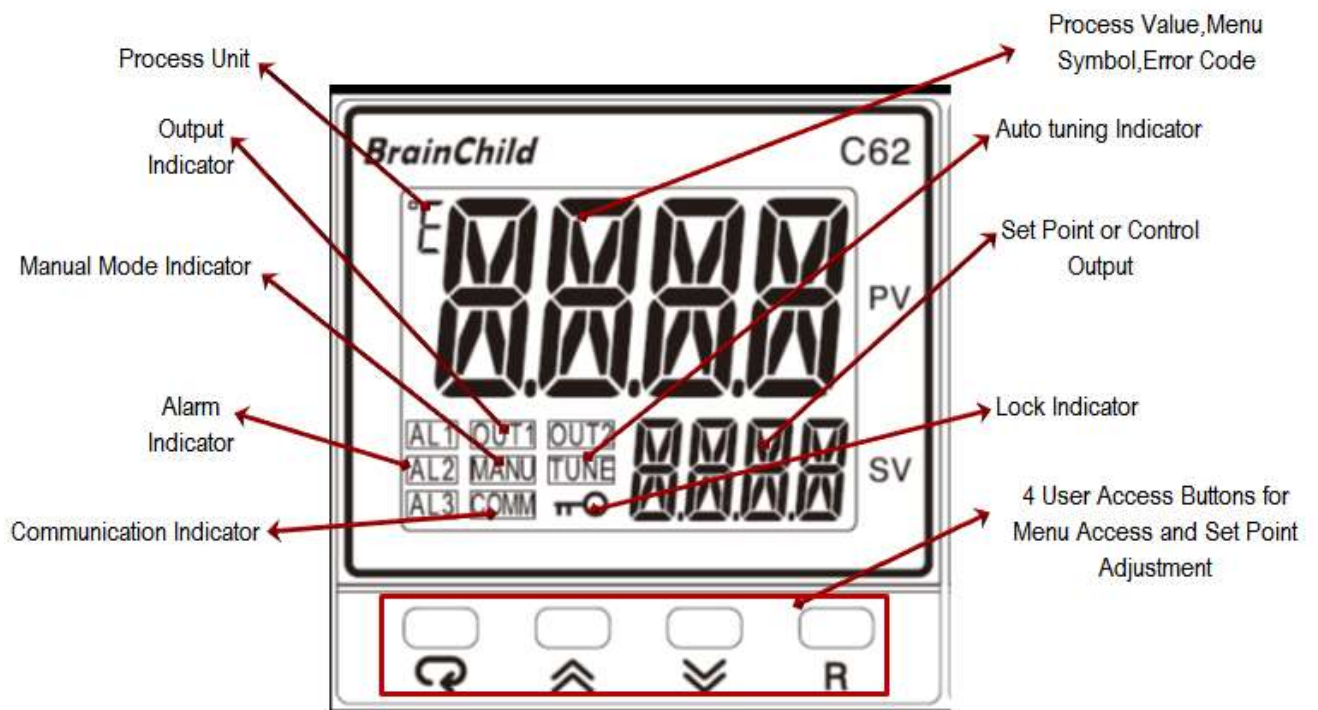 Process Unit
Output
Indicator
Manual Mode Indicator
Alarm
Indicator
Communication Indicator
BrainChild
C62
PV
AL1 OUT1 OUT2
AL2 MANU TUNE
AL3 COMM
SV
R
Process Value,Menu
Symbol,Error Code
Auto tuning Indicator
Set Point or Control
Output
Lock Indicator
4 User Access Buttons for
Menu Access and Set Point
Adjustment